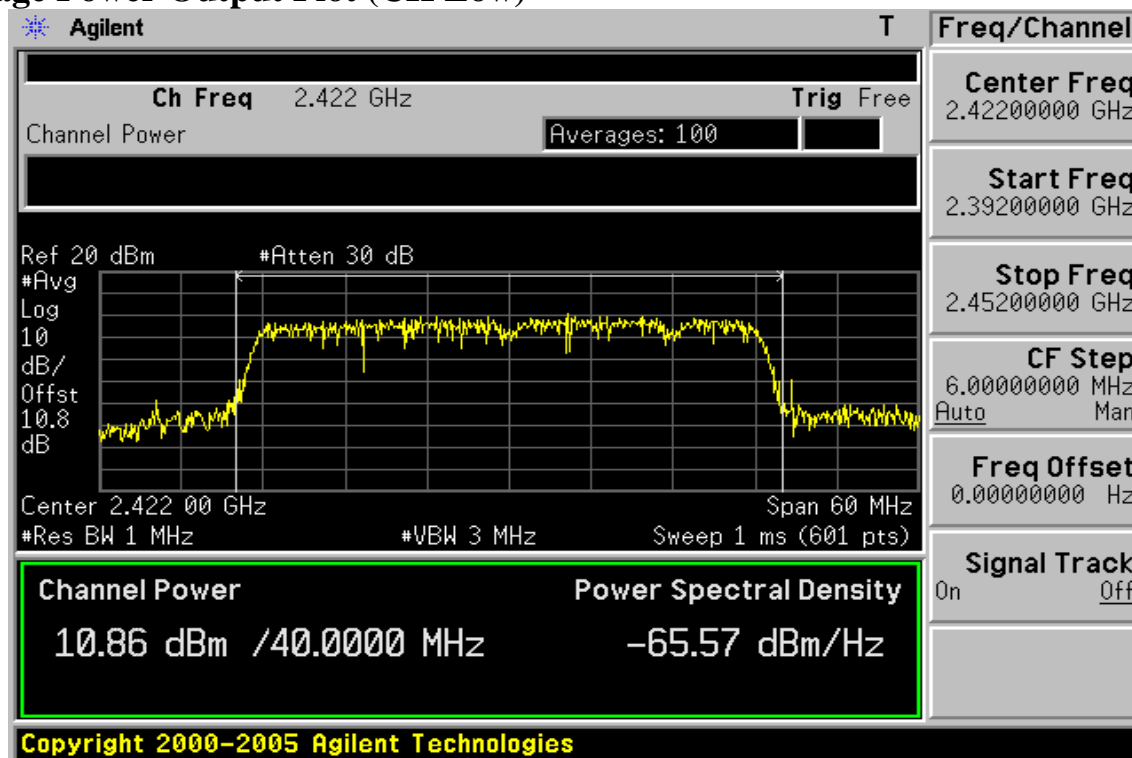 Power Output Plot (CH Low)
Agilent T
Freq/Channel
Ch Freq 2.422 GHz Trig Free
Channel Power Averages: 100
Ref 20 dBm #Atten 30 dB
#Avg
Log
10
dB/
Offst
10.8
dB
Center 2.422 00 GHz Span 60 MHz
#Res BW 1 MHz #VBW 3 MHz Sweep 1 ms (601 pts)
Channel Power Power Spectral Density
10.86 dBm /40.0000 MHz -65.57 dBm/Hz
Copyright 2000-2005 Agilent Technologies
Center Freq
2.42200000 GHz
Start Freq
2.39200000 GHz
Stop Freq
2.45200000 GHz
CF Step
6.00000000 MHz
Auto Man
Freq Offset
0.00000000 Hz
Signal Track
On Off